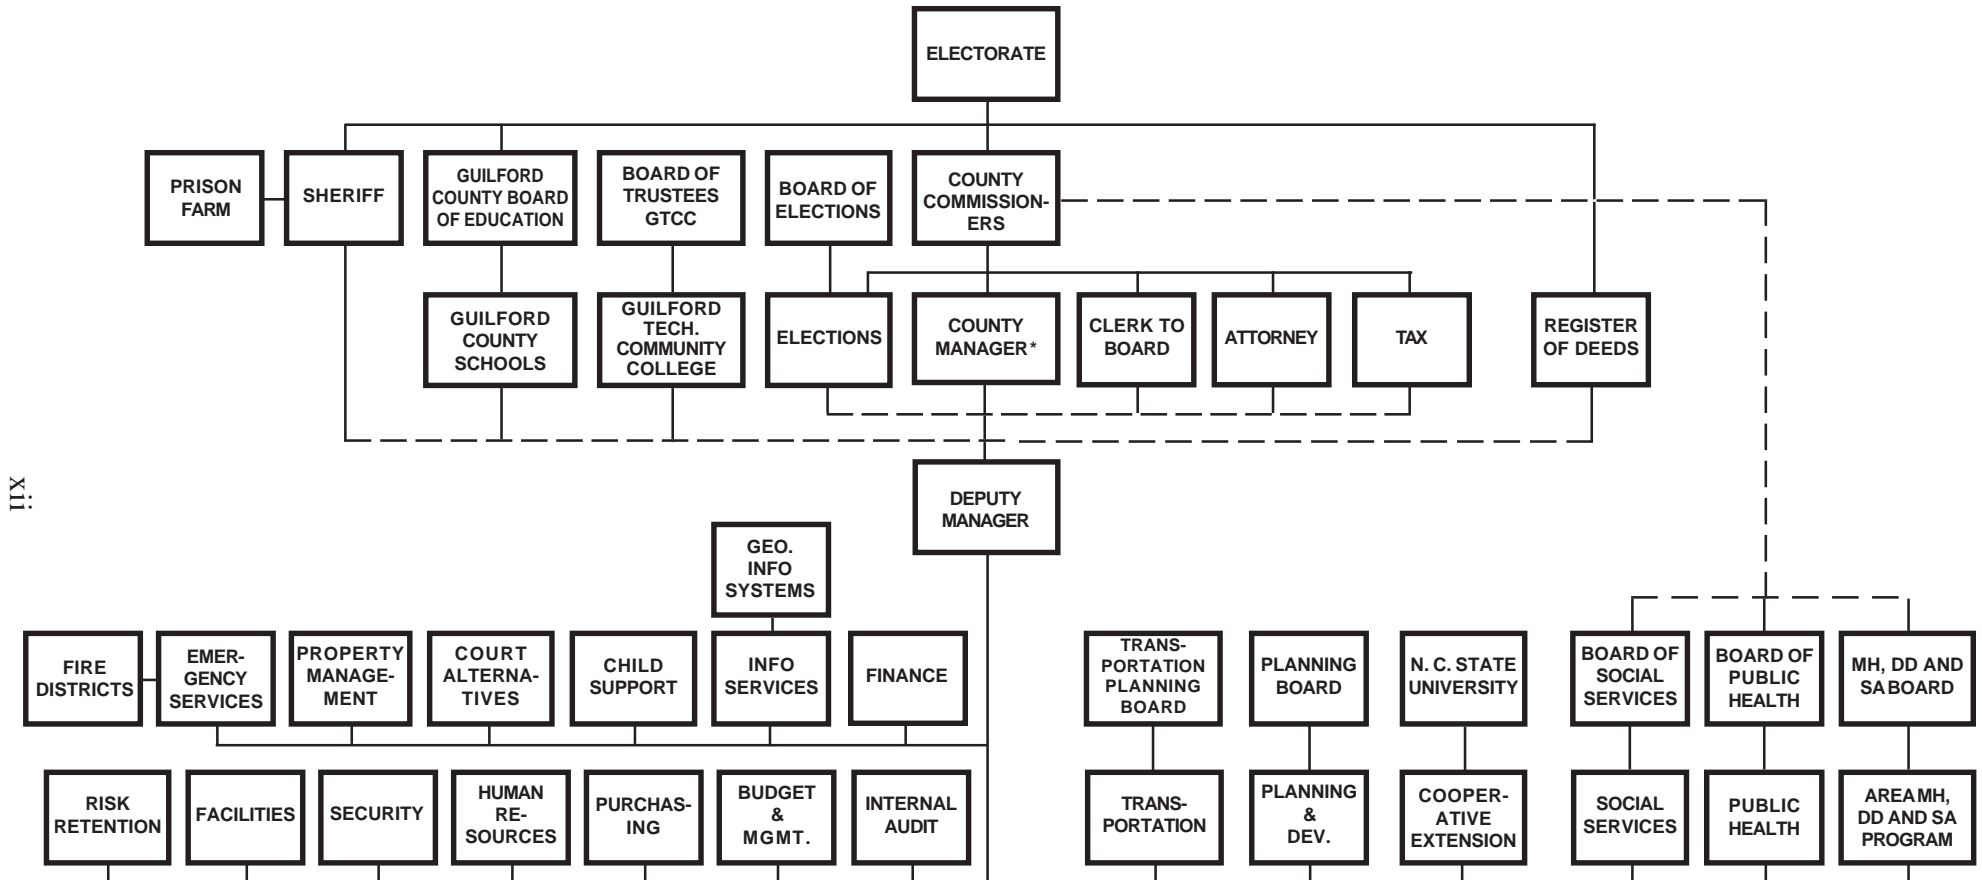 ELECTORATE
PRISON
FARM
SHERIFF
GUILFORD
COUNTY BOARD
OF EDUCATION
BOARD OF
TRUSTEES
GTCC
BOARD OF
ELECTIONS
COUNTY
COMMISSION-
ERS
GUILFORD
COUNTY
SCHOOLS
GUILFORD
TECH.
COMMUNITY
COLLEGE
ELECTIONS
COUNTY
MANAGER*
CLERK TO
BOARD
ATTORNEY
TAX
REGISTER
OF DEEDS
xii
DEPUTY
MANAGER
GEO.
INFO
SYSTEMS
FIRE
DISTRICTS
EMER-
GENCY
SERVICES
PROPERTY
MANAGE-
MENT
COURT
ALTERNA-
TIVES
CHILD
SUPPORT
INFO
SERVICES
FINANCE
TRANS-
PORTATION
PLANNING
BOARD
PLANNING
BOARD
N. C. STATE
UNIVERSITY
BOARD OF
SOCIAL
SERVICES
BOARD OF
PUBLIC
HEALTH
MH, DD AND
SA BOARD
RISK
RETENTION
FACILITIES
SECURITY
HUMAN
RE-
SOURCES
PURCHAS-
ING
BUDGET
&
MGMT.
INTERNAL
AUDIT
TRANS-
PORTATION
PLANNING
&
DEV.
COOPER-
ATIVE
EXTENSION
SOCIAL
SERVICES
PUBLIC
HEALTH
AREA MH,
DD AND SA
PROGRAM